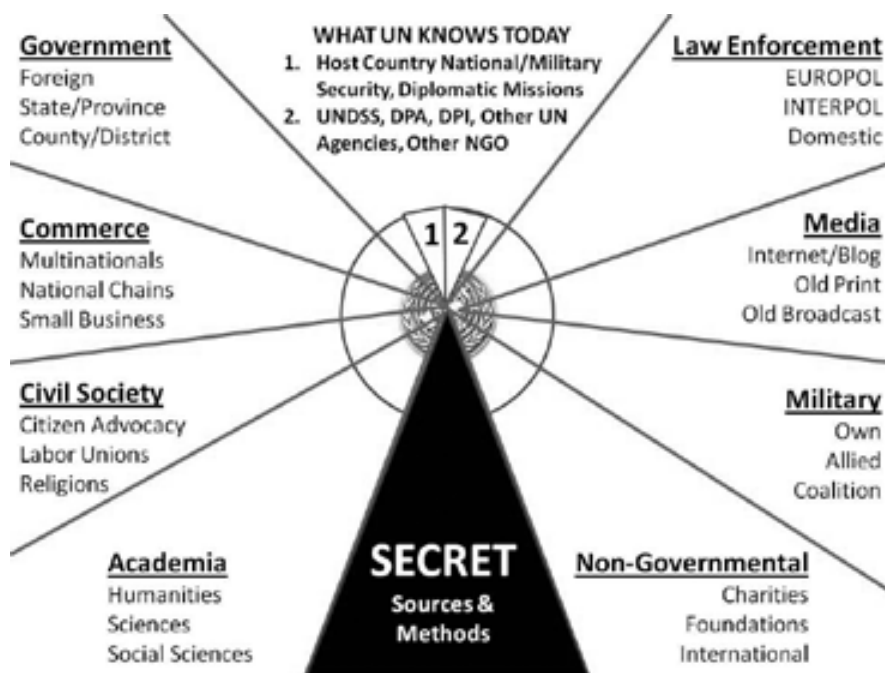 Government
Foreign
State/Province
County/District
WHAT UN KNOWS TODAY
1. Host Country National/Military
Security, Diplomatic Missions
2. UNDSS, DPA, DPI, Other UN
Agencies, Other NGO
Law Enforcement
EUROPOL
INTERPOL
Domestic
Commerce
Multinationals
National Chains
Small Business
1 2
Media
Internet/Blog
Old Print
Old Broadcast
Civil Society
Citizen Advocacy
Labor Unions
Religions
Military
Own
Allied
Coalition
Academia
Humanities
Sciences
Social Sciences
SECRET
Sources &
Methods
Non-Governmental
Charities
Foundations
International